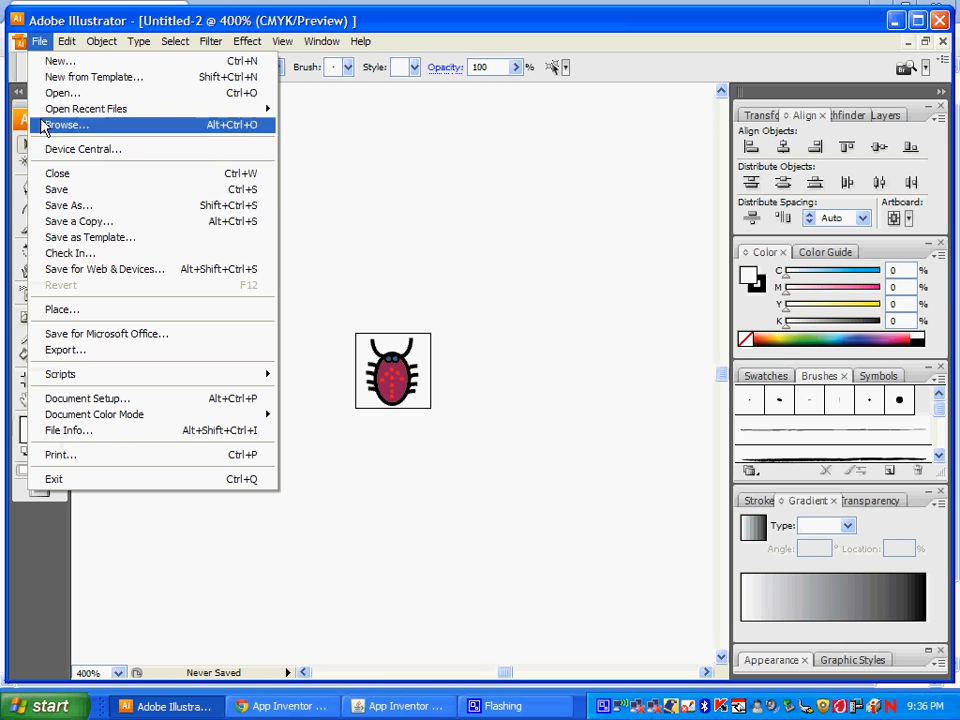 Ai Adobe Illustrator - [Untitled-2 @ 400% (CMYK/Preview) ]
File Edit Object Type Select Filter Effect View Window Help
Brush: Style: Opacity: 100 %
New... Ctrl+N
New from Template... Shift+Ctrl+N
Open... Ctrl+O
Open Recent Files
Browse... Alt+Ctrl+O
Device Central...
Close Ctrl+W
Save Ctrl+S
Save As... Shift+Ctrl+S
Save a Copy... Alt+Ctrl+S
Save as Template...
Check In...
Save for Web & Devices... Alt+Shift+Ctrl+S
Revert F12
Place...
Save for Microsoft Office...
Export...
Scripts
Document Setup... Alt+Ctrl+P
Document Color Mode
File Info... Alt+Shift+Ctrl+I
Print... Ctrl+P
Exit Ctrl+Q
Transfo Align hfinder Layers
Align Objects:
Distribute Objects:
Distribute Spacing: Artboard:
Auto
Color Color Guide
C 0 %
M 0 %
Y 0 %
K 0 %
Swatches Brushes Symbols
Stroke Gradient Transparency
Type:
Angle: ° Location: %
Appearance Graphic Styles
400% Never Saved
start Adobe Illustra... App Inventor ... App Inventor ... Flashing 9:36 PM